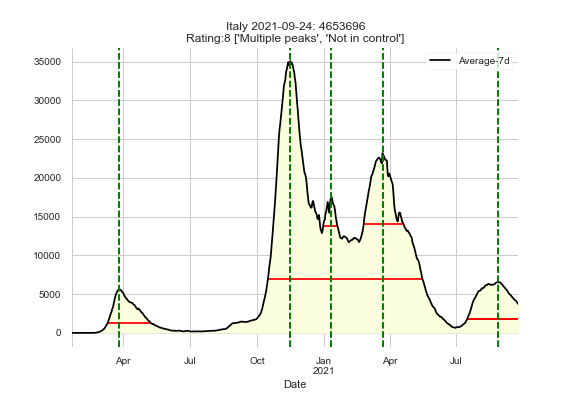 Italy 2021-09-24: 4653696
Rating:8 ['Multiple peaks', 'Not in control']
Average-7d
35000
30000
25000
20000
15000
10000
5000
0
Apr Jul Oct Jan Apr Jul
2021
Date